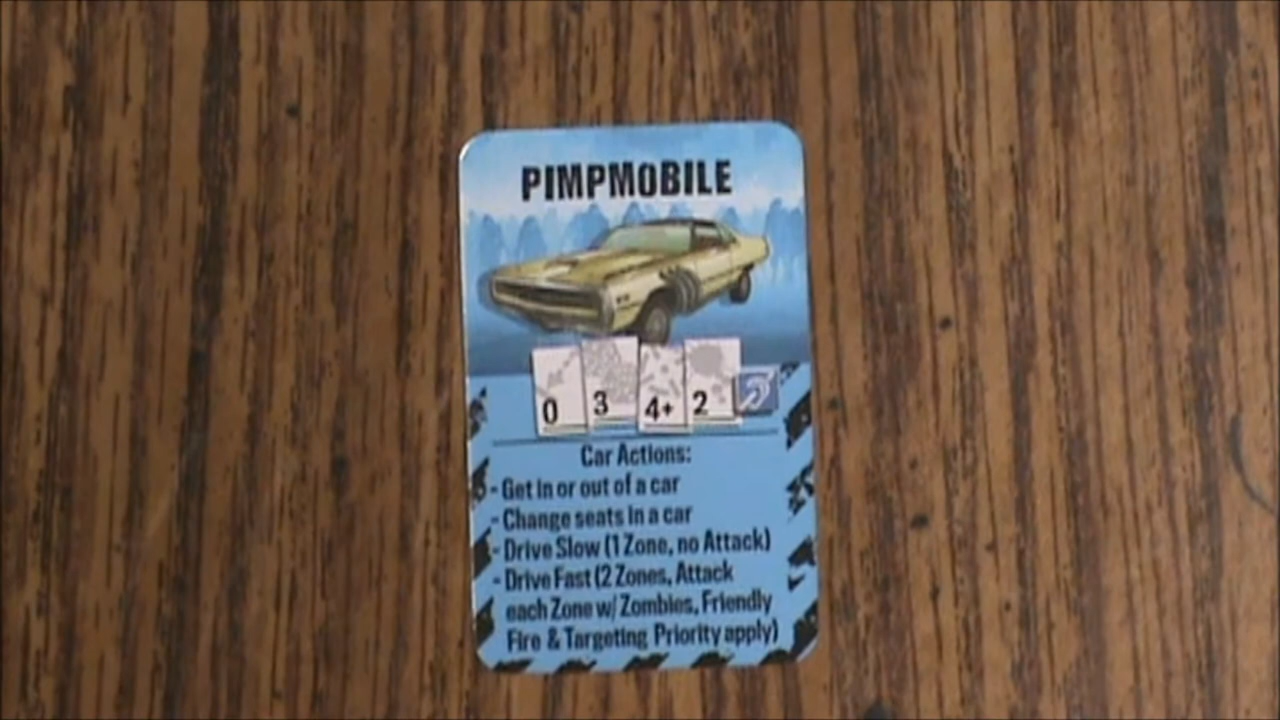 PIMPMOBILE
0 3 4+ 2
Car Actions:
- Get in or out of a car
- Change seats in a car
- Drive Slow (1 Zone, no Attack)
- Drive Fast (2 Zones, Attack
each Zone w/ Zombies, Friendly
Fire & Targeting Priority apply)